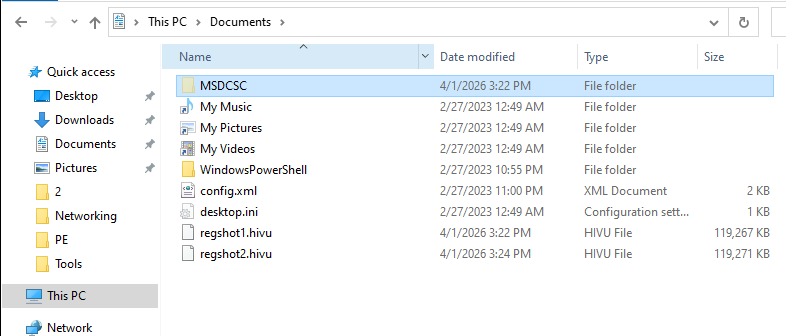 This PC > Documents >
Name Date modified Type Size
Quick access
Desktop
Downloads
Documents
Pictures
2
Networking
PE
Tools
This PC
Network
MSDCSC 4/1/2026 3:22 PM File folder
My Music 2/27/2023 12:49 AM File folder
My Pictures 2/27/2023 12:49 AM File folder
My Videos 2/27/2023 12:49 AM File folder
WindowsPowerShell 2/27/2023 10:55 PM File folder
config.xml 2/27/2023 11:00 PM XML Document 2 KB
desktop.ini 2/27/2023 12:49 AM Configuration sett... 1 KB
regshot1.hivu 4/1/2026 3:22 PM HIVU File 119,267 KB
regshot2.hivu 4/1/2026 3:24 PM HIVU File 119,271 KB